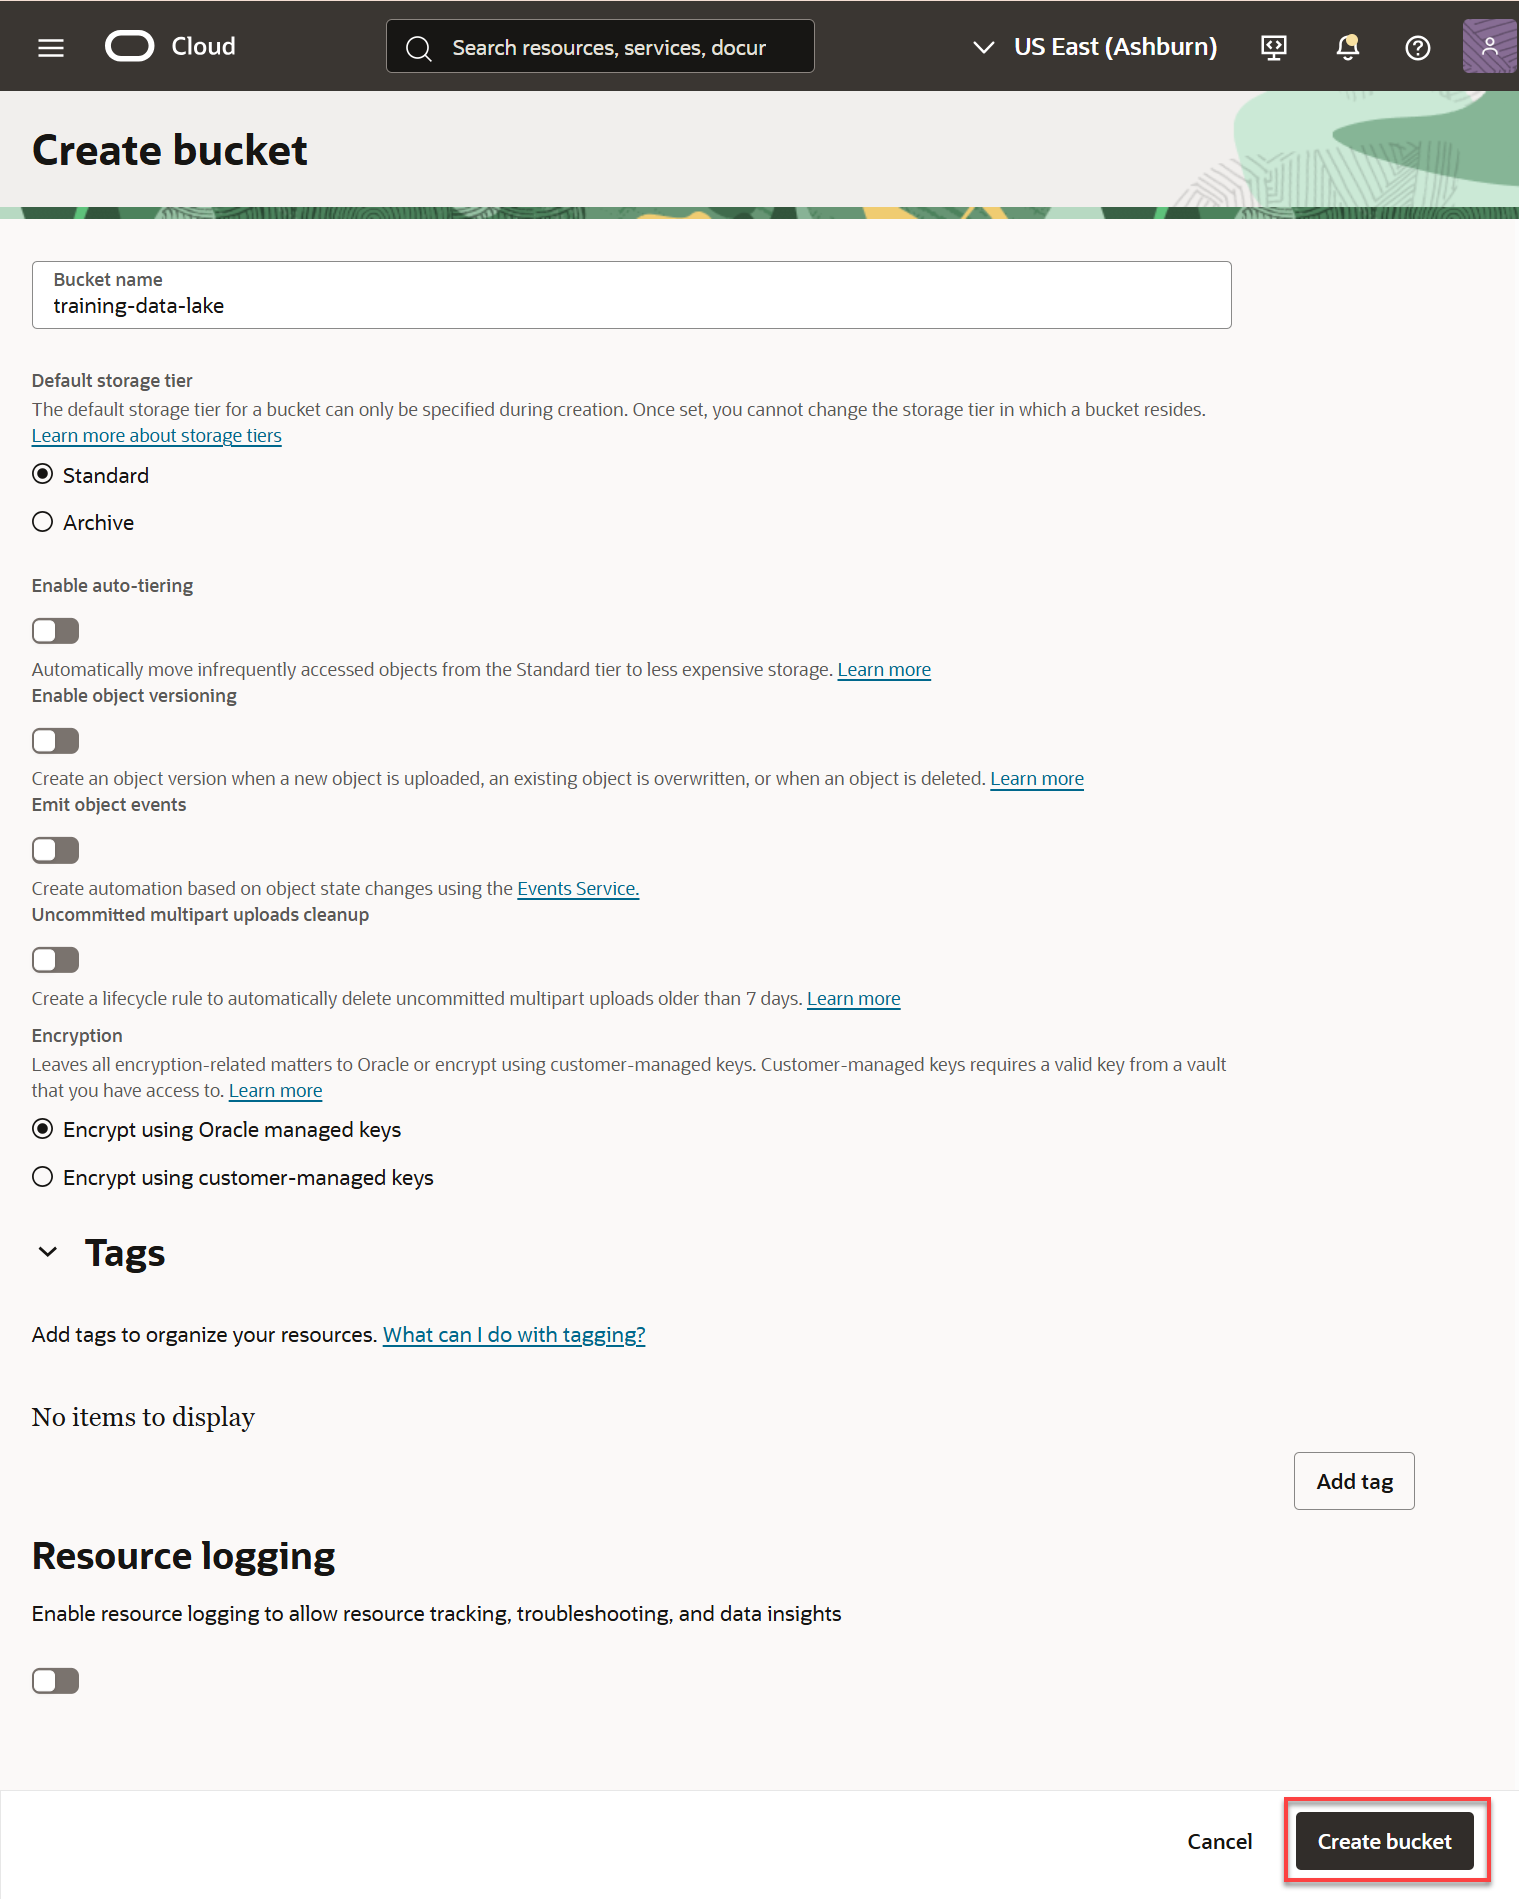 Cloud
Search resources, services, docur
US East (Ashburn)
Create bucket
Bucket name
training-data-lake
Default storage tier
The default storage tier for a bucket can only be specified during creation. Once set, you cannot change the storage tier in which a bucket resides.
Learn more about storage tiers
Standard
Archive
Enable auto-tiering
Automatically move infrequently accessed objects from the Standard tier to less expensive storage. Learn more
Enable object versioning
Create an object version when a new object is uploaded, an existing object is overwritten, or when an object is deleted. Learn more
Emit object events
Create automation based on object state changes using the Events Service.
Uncommitted multipart uploads cleanup
Create a lifecycle rule to automatically delete uncommitted multipart uploads older than 7 days. Learn more
Encryption
Leaves all encryption-related matters to Oracle or encrypt using customer-managed keys. Customer-managed keys requires a valid key from a vault
that you have access to. Learn more
Encrypt using Oracle managed keys
Encrypt using customer-managed keys
Tags
Add tags to organize your resources. What can I do with tagging?
No items to display
Add tag
Resource logging
Enable resource logging to allow resource tracking, troubleshooting, and data insights
Cancel
Create bucket